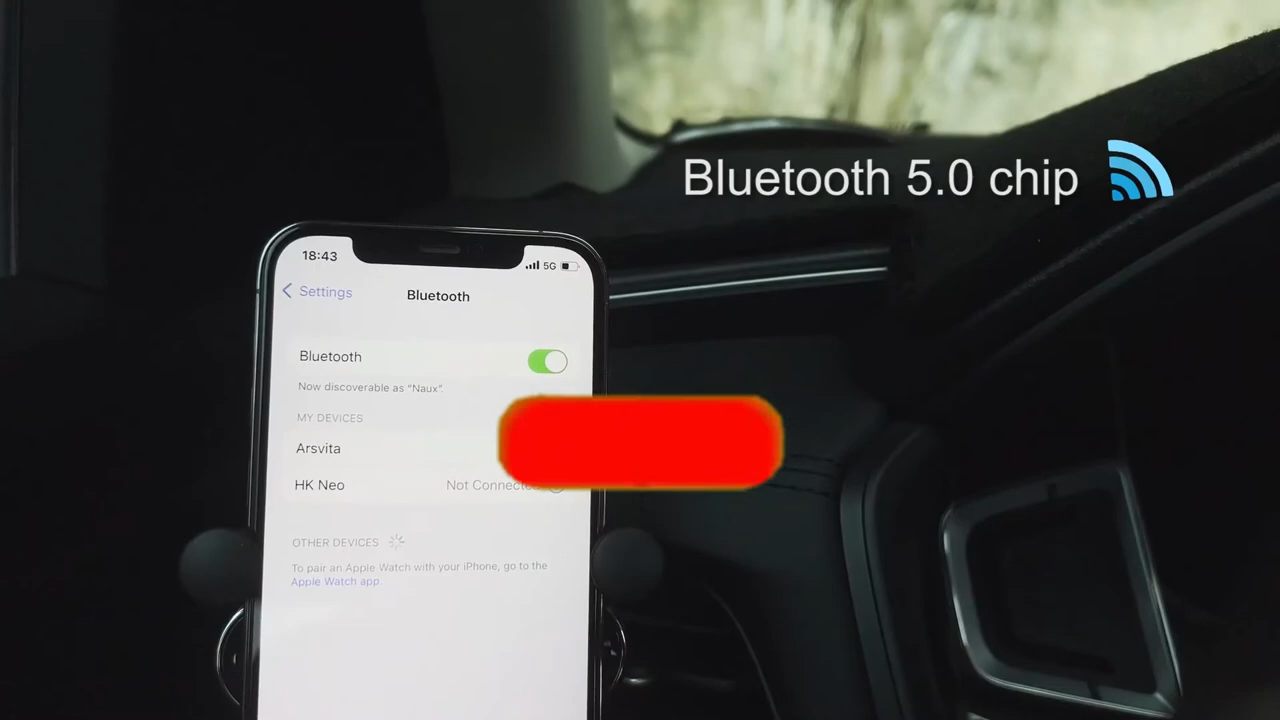 Bluetooth 5.0 chip
18:43
5G
Settings
Bluetooth
Bluetooth
Now discoverable as “Naux”.
MY DEVICES
Arsvita
HK Neo
Not
OTHER DEVICES
To pair an Apple Watch with your iPhone, go to the
Apple Watch app.